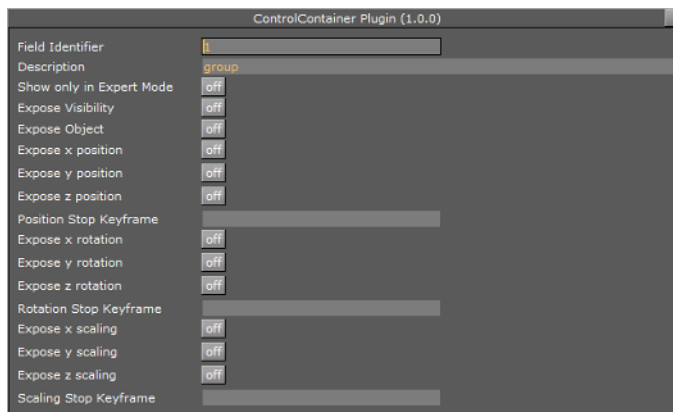 ControlContainer Plugin (1.0.0)
Field Identifier 1
Description group
Show only in Expert Mode off
Expose Visibility off
Expose Object off
Expose x position off
Expose y position off
Expose z position off
Position Stop Keyframe
Expose x rotation off
Expose y rotation off
Expose z rotation off
Rotation Stop Keyframe
Expose x scaling off
Expose y scaling off
Expose z scaling off
Scaling Stop Keyframe